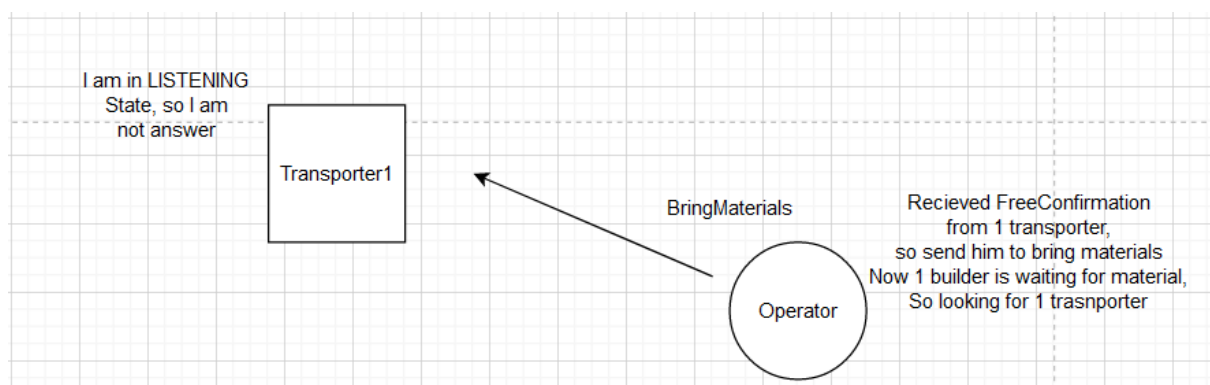 I am in LISTENING
State, so I am
not answer
Transporter1
BringMaterials
Recieved FreeConfirmation
from 1 transporter,
so send him to bring materials
Now 1 builder is waiting for material,
So looking for 1 trasnporter
Operator